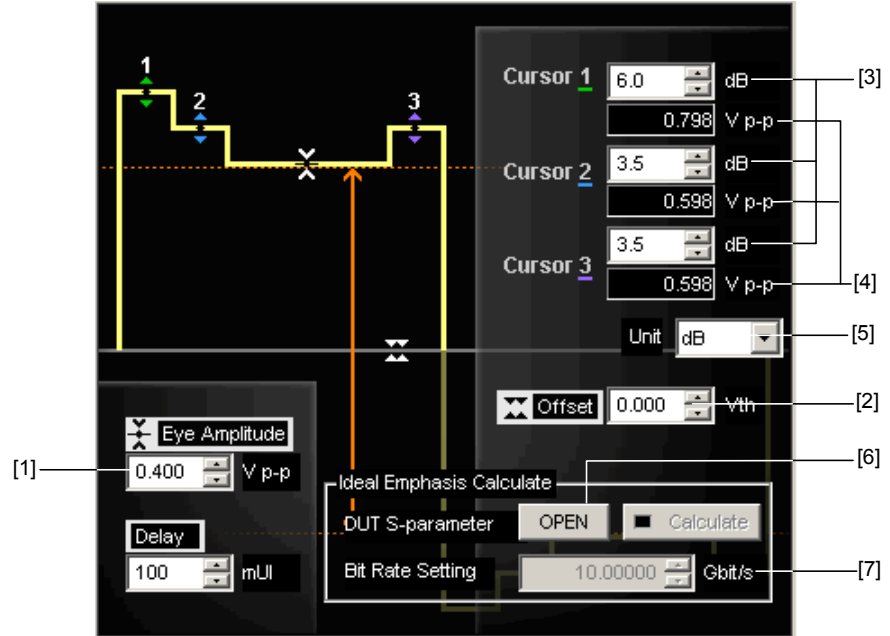 1
2
3
Cursor 1 6.0 dB [3]
0.798 V p-p
Cursor 2 3.5 dB
0.598 V p-p
Cursor 3 3.5 dB
0.598 V p-p [4]
Unit dB [5]
Offset 0.000 Vth [2]
Eye Amplitude
[1] 0.400 V p-p
Delay
100 mUI
[6]
Ideal Emphasis Calculate
DUT S-parameter OPEN Calculate
Bit Rate Setting 10.00000 Gbit/s [7]